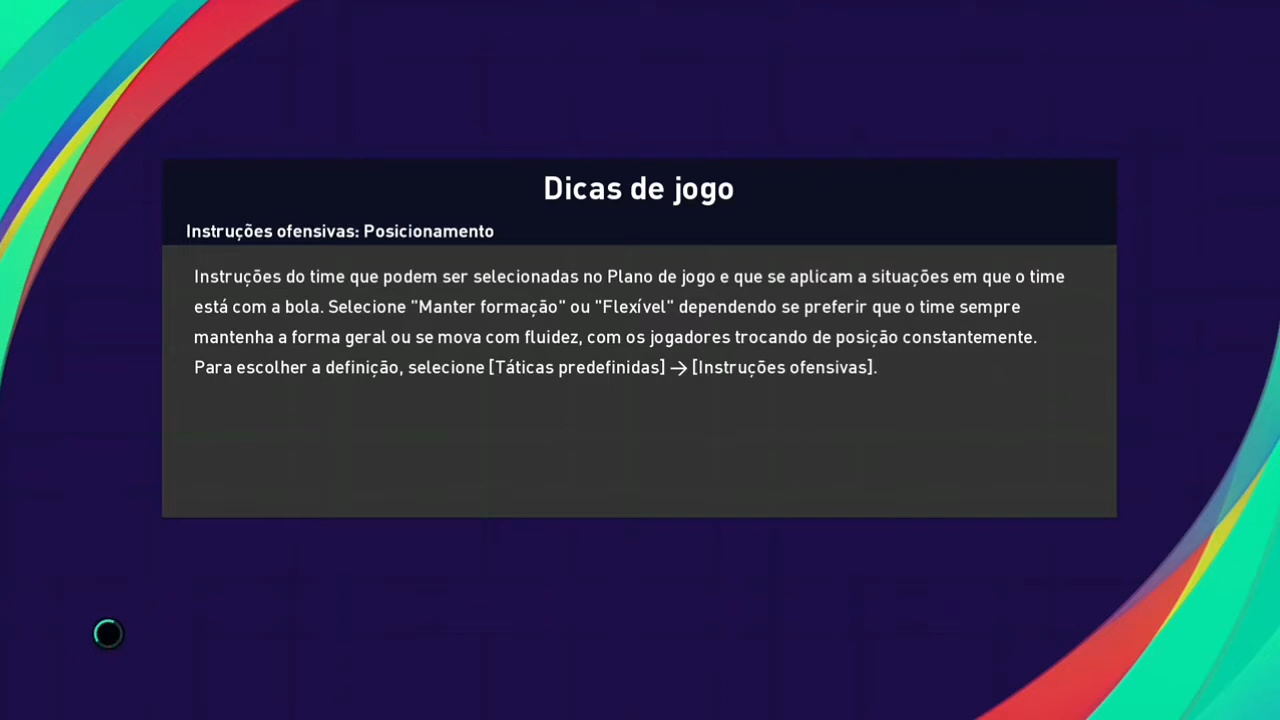 Dicas de jogo
Instruções ofensivas: Posicionamento
Instruções do time que podem ser selecionadas no Plano de jogo e que se aplicam a situações em que o time
está com a bola. Selecione "Manter formação" ou "Flexível" dependendo se preferir que o time sempre
mantenha a forma geral ou se mova com fluidez, com os jogadores trocando de posição constantemente.
Para escolher a definição, selecione [Táticas predefinidas] → [Instruções ofensivas].